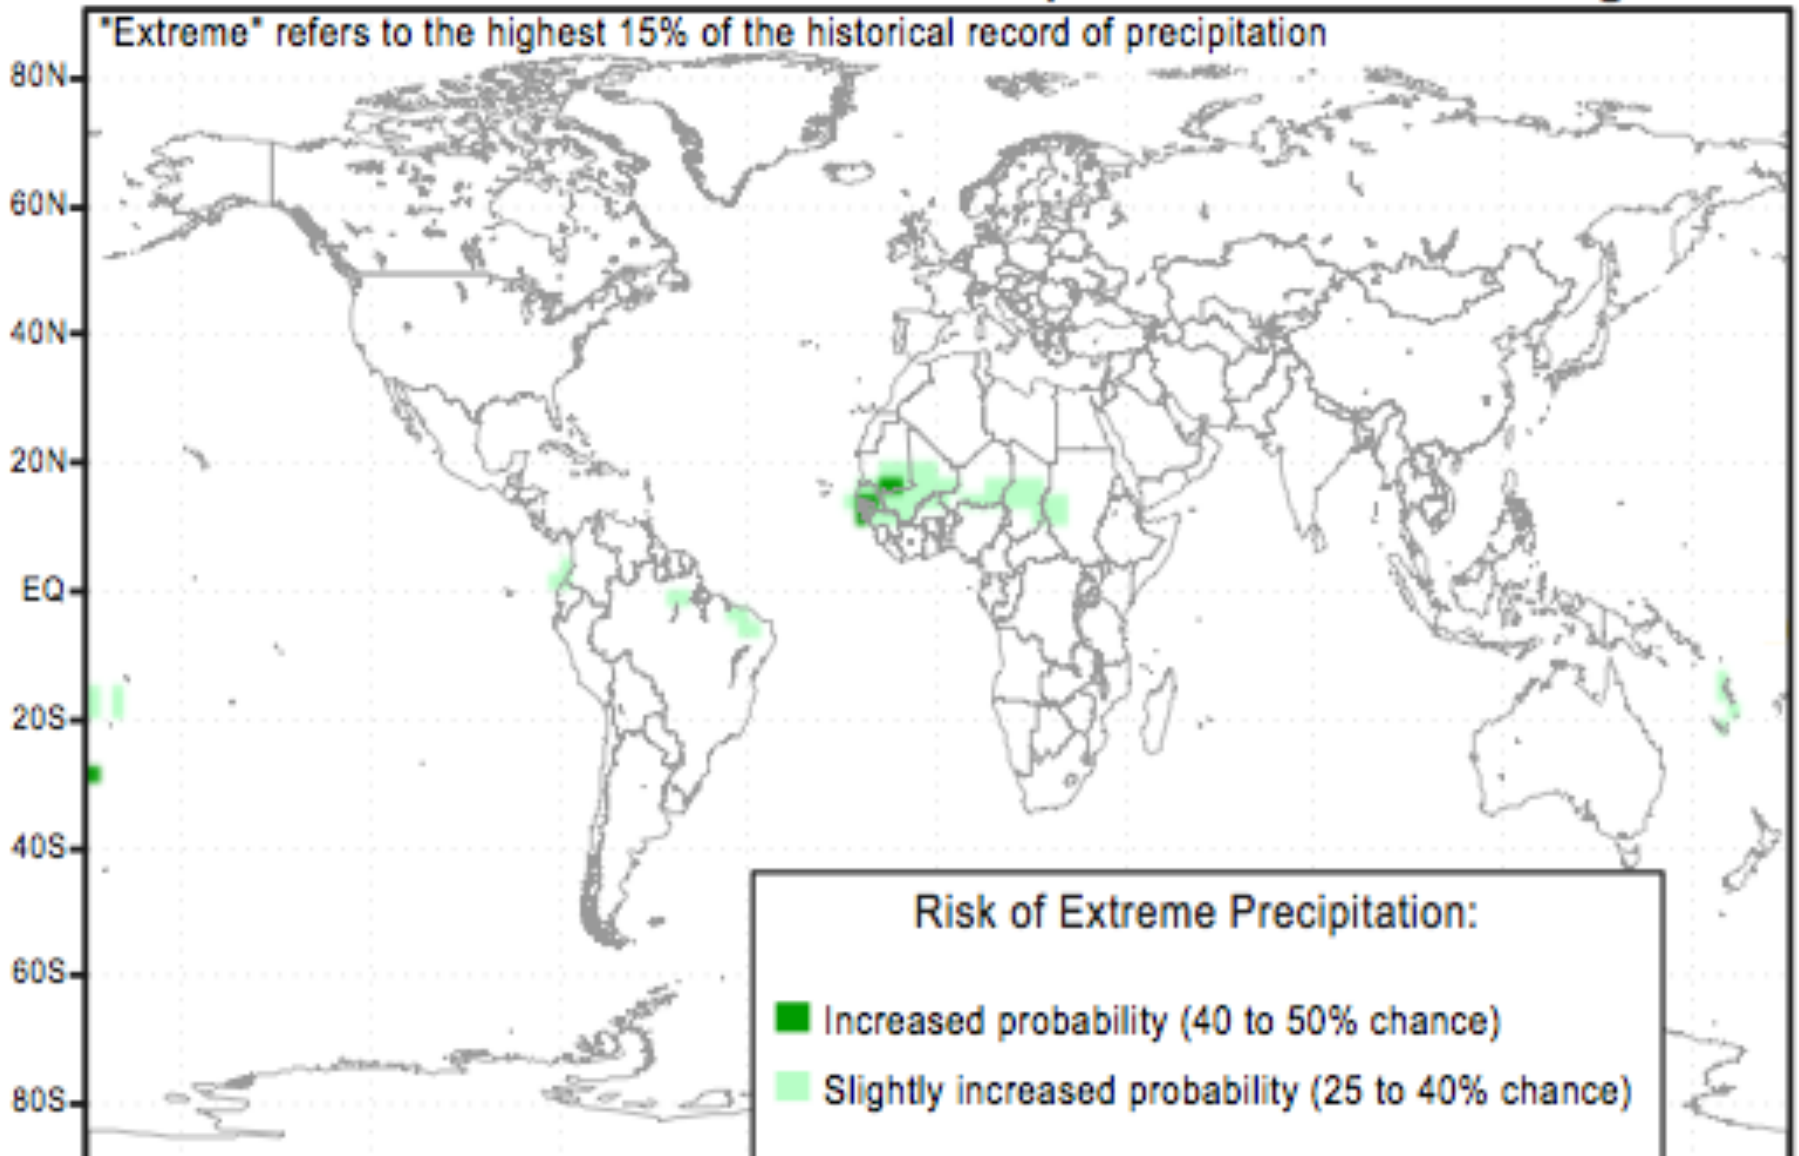 "Extreme" refers to the highest 15% of the historical record of precipitation
80N
60N
40N
20N
EQ
20S
40S
60S
80S
Risk of Extreme Precipitation:
Increased probability (40 to 50% chance)
Slightly increased probability (25 to 40% chance)